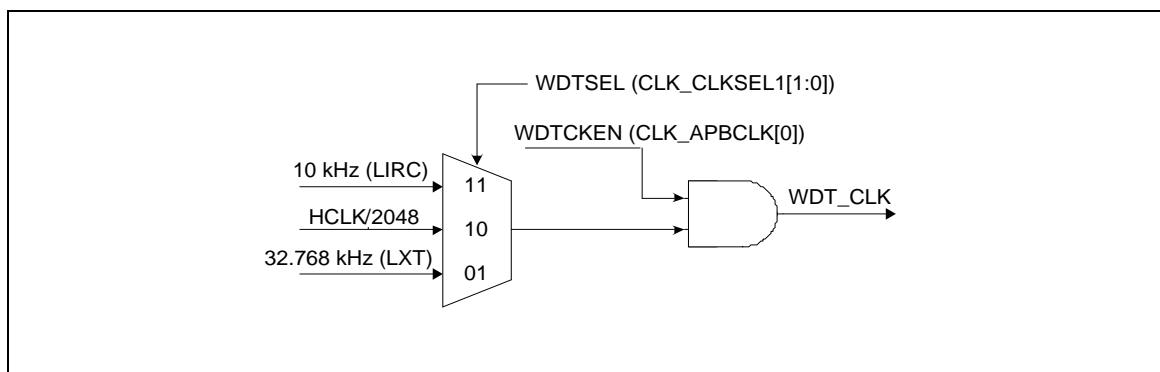 WDTSEL (CLK_CLKSEL1[1:0])
WDTCKEN (CLK_APBCLK[0])
10 kHz (LIRC)
11
WDT_CLK
HCLK/2048
10
32.768 kHz (LXT)
01